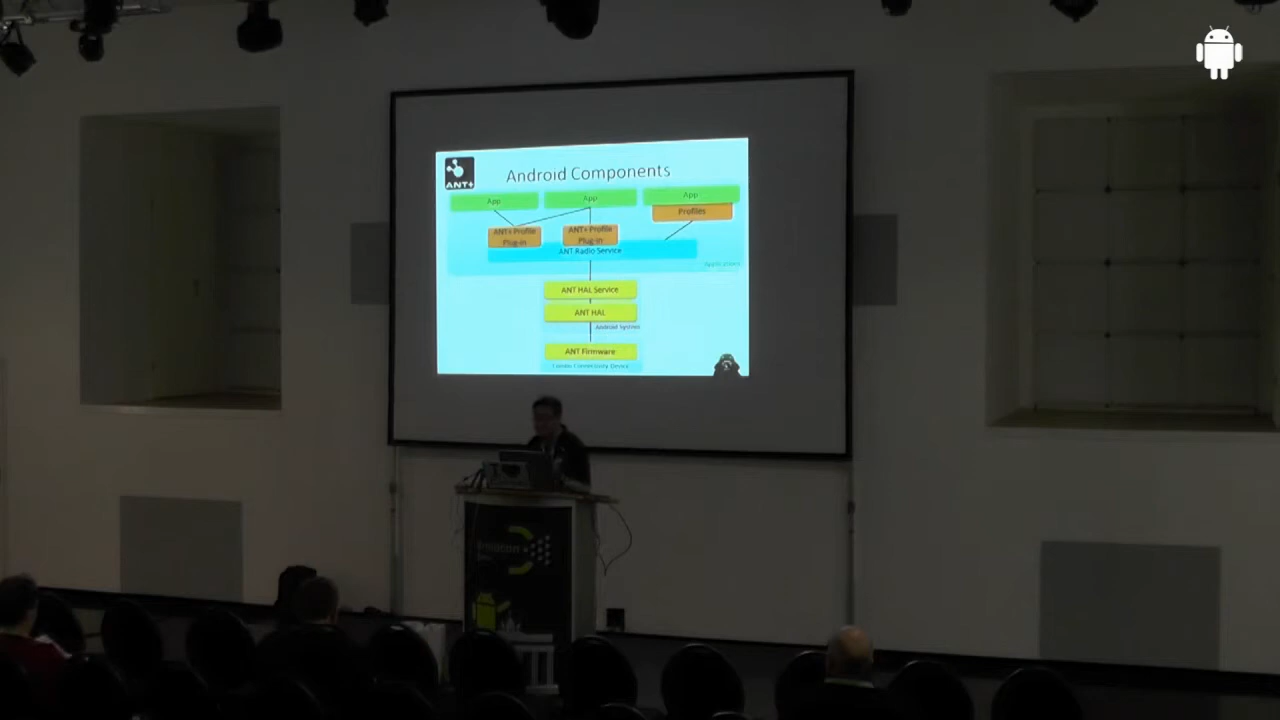 ANT+
Android Components
App
App
App
Profiles
ANT+ Profile
Plug-in
ANT+ Profile
Plug-in
ANT Radio Service
ANT HAL Service
ANT HAL
Android System
ANT Firmware